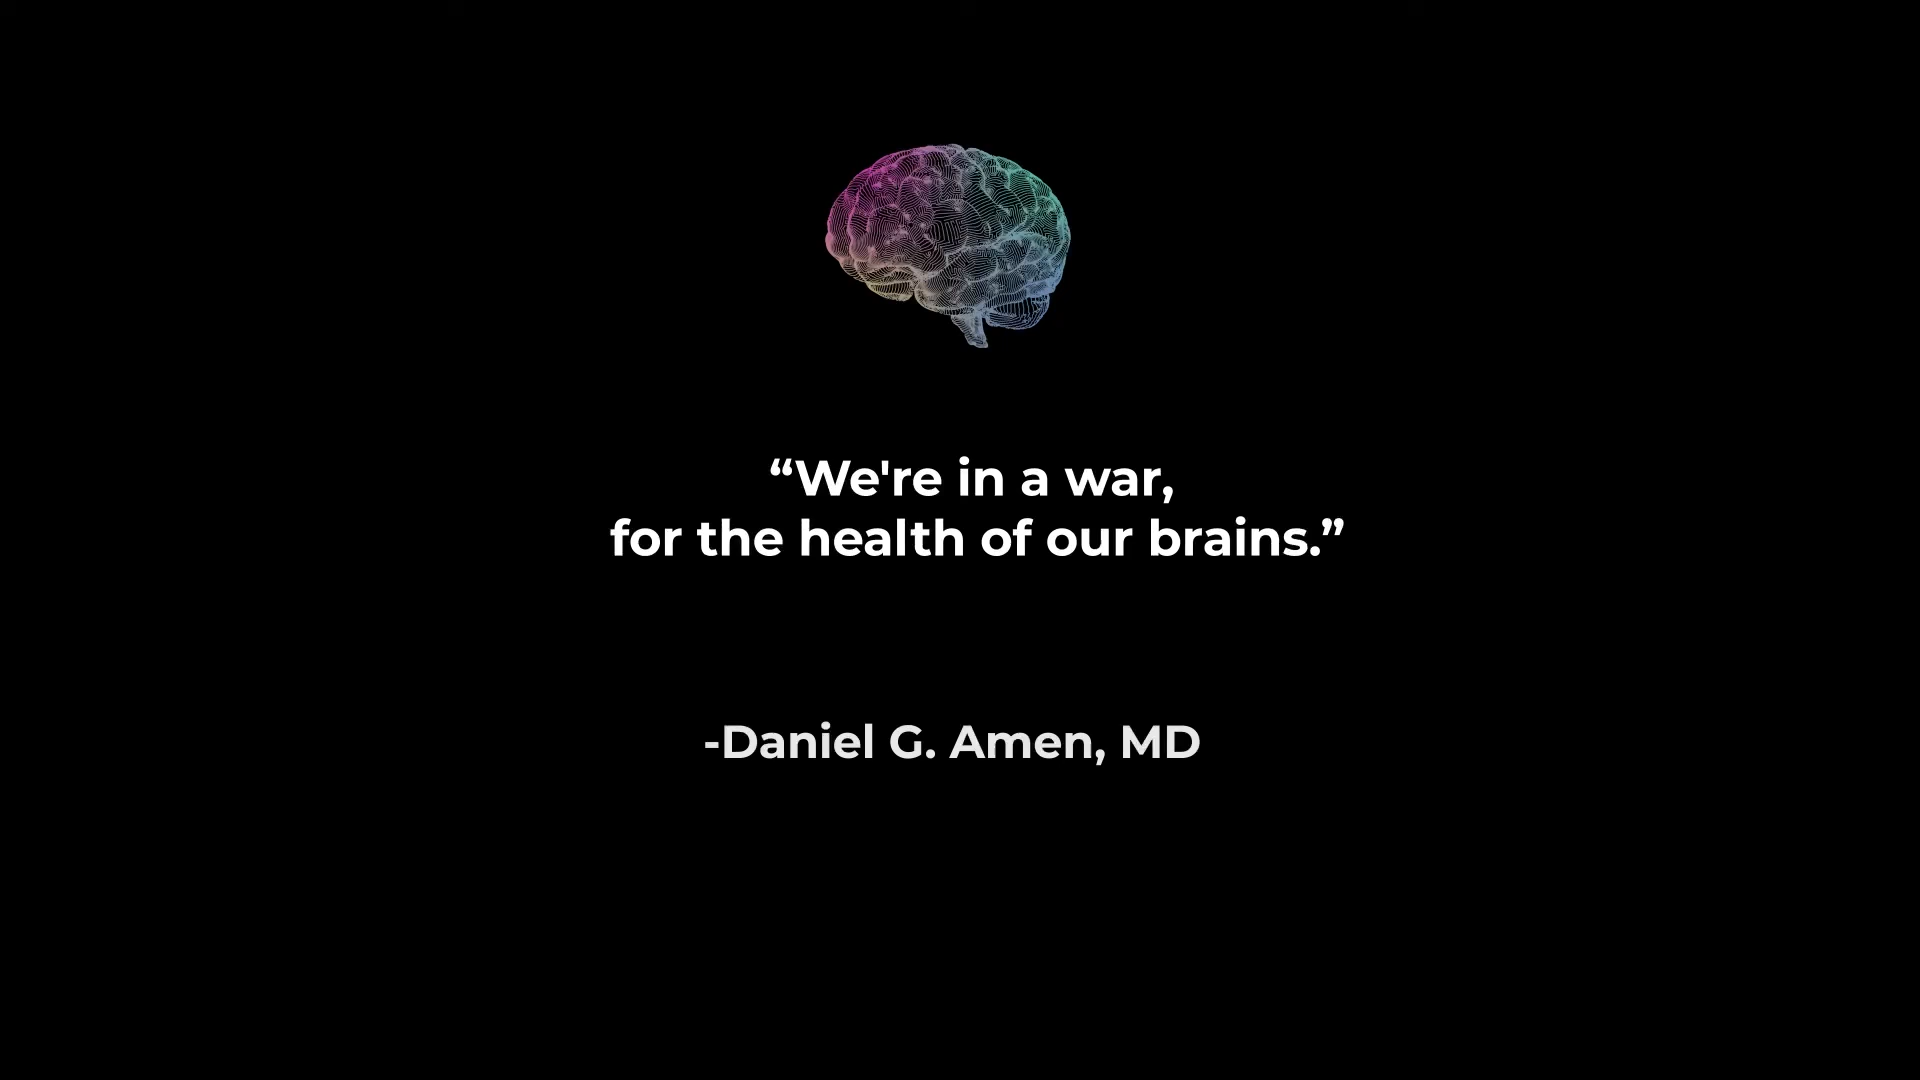 “We're in a war,
for the health of our brains.”
-Daniel G. Amen, MD